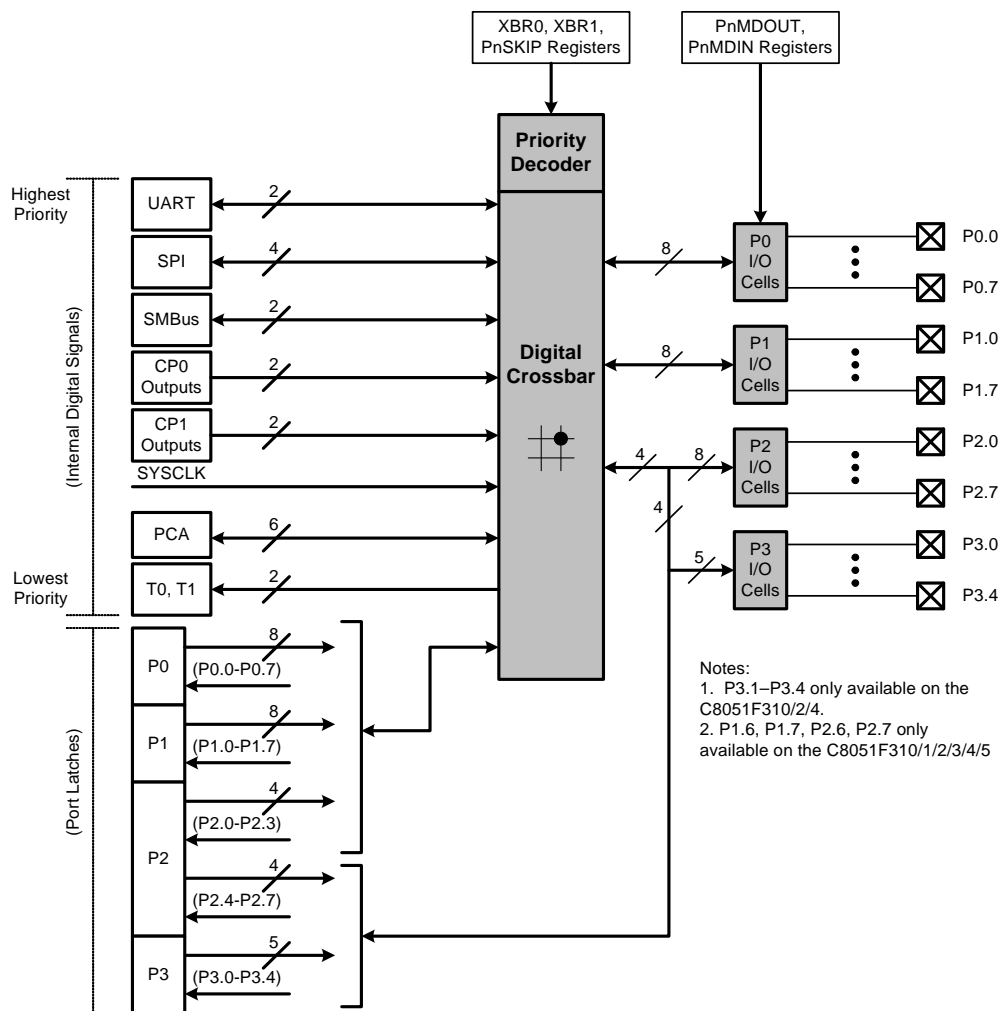 XBR0, XBR1,
PnSKIP Registers
PnMDOUT,
PnMDIN Registers
Priority
Decoder
Highest
Priority
UART
2
SPI
4
SMBus
2
CP0
Outputs
2
CP1
Outputs
2
SYSCLK
PCA
6
Lowest
Priority
T0, T1
2
(Internal Digital Signals)
Digital
Crossbar
8
P0
I/O
Cells
P0.0
P0.7
8
P1
I/O
Cells
P1.0
P1.7
4
8
P2
I/O
Cells
P2.0
P2.7
4
5
P3
I/O
Cells
P3.0
P3.4
(Port Latches)
P0
8
(P0.0-P0.7)
P1
8
(P1.0-P1.7)
P2
4
(P2.0-P2.3)
4
(P2.4-P2.7)
P3
5
(P3.0-P3.4)
Notes:
1. P3.1–P3.4 only available on the
C8051F310/2/4.
2. P1.6, P1.7, P2.6, P2.7 only
available on the C8051F310/1/2/3/4/5